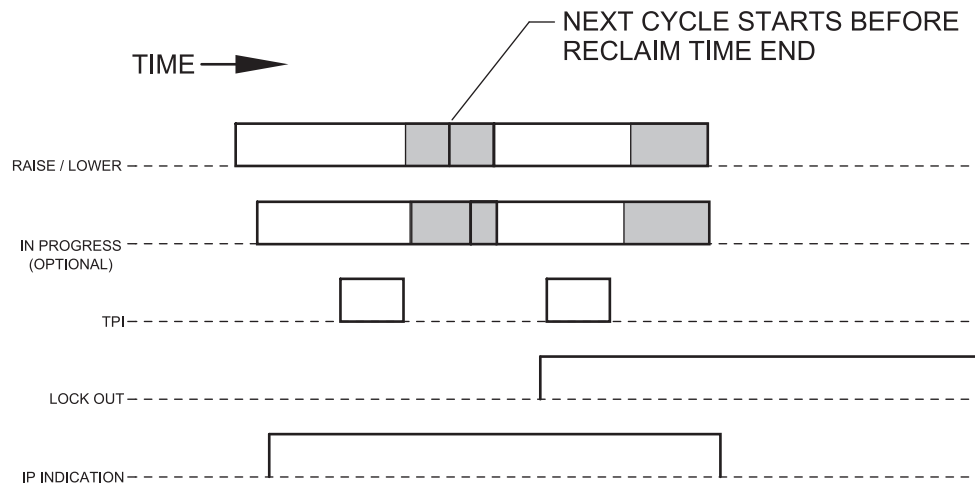 NEXT CYCLE STARTS BEFORE
RECLAIM TIME END
TIME
RAISE / LOWER
IN PROGRESS
(OPTIONAL)
TPI
LOCK OUT
IP INDICATION